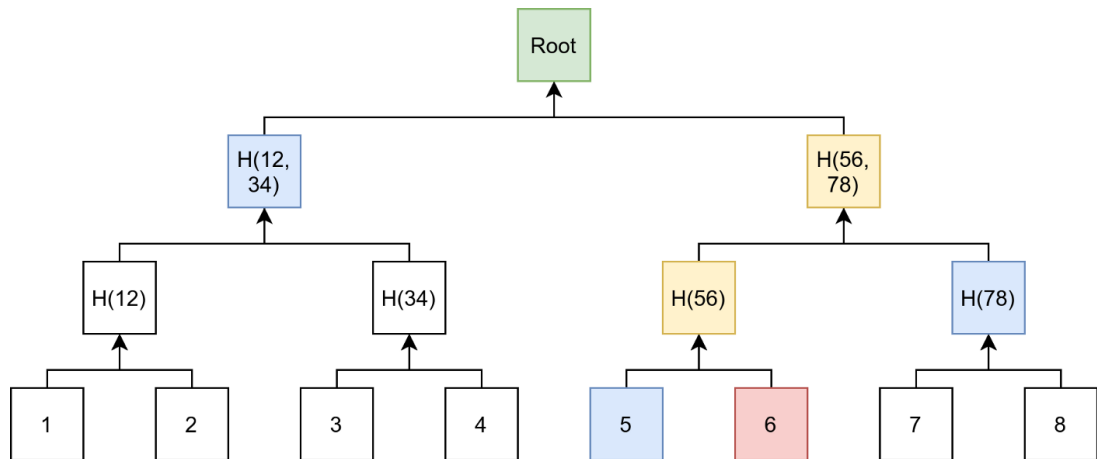 Root
H(12,
34)
H(56,
78)
H(12)
H(34)
H(56)
H(78)
1
2
3
4
5
6
7
8